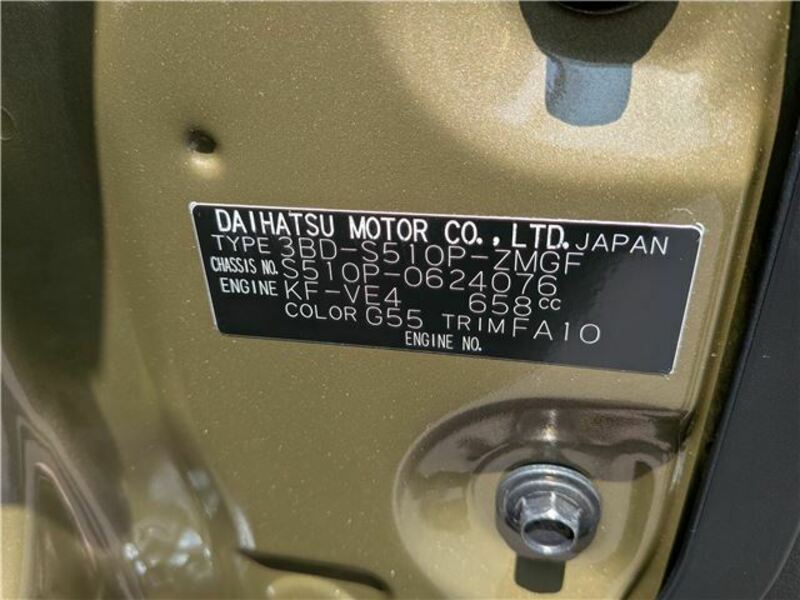 DAIHATSU MOTOR CO., LTD. JAPAN
TYPE 3BD-S510P-ZMGF
CHASSIS NO. S510P-0624076
ENGINE KF-VE4 658cc
COLOR G55 TRIM FA10
ENGINE NO.